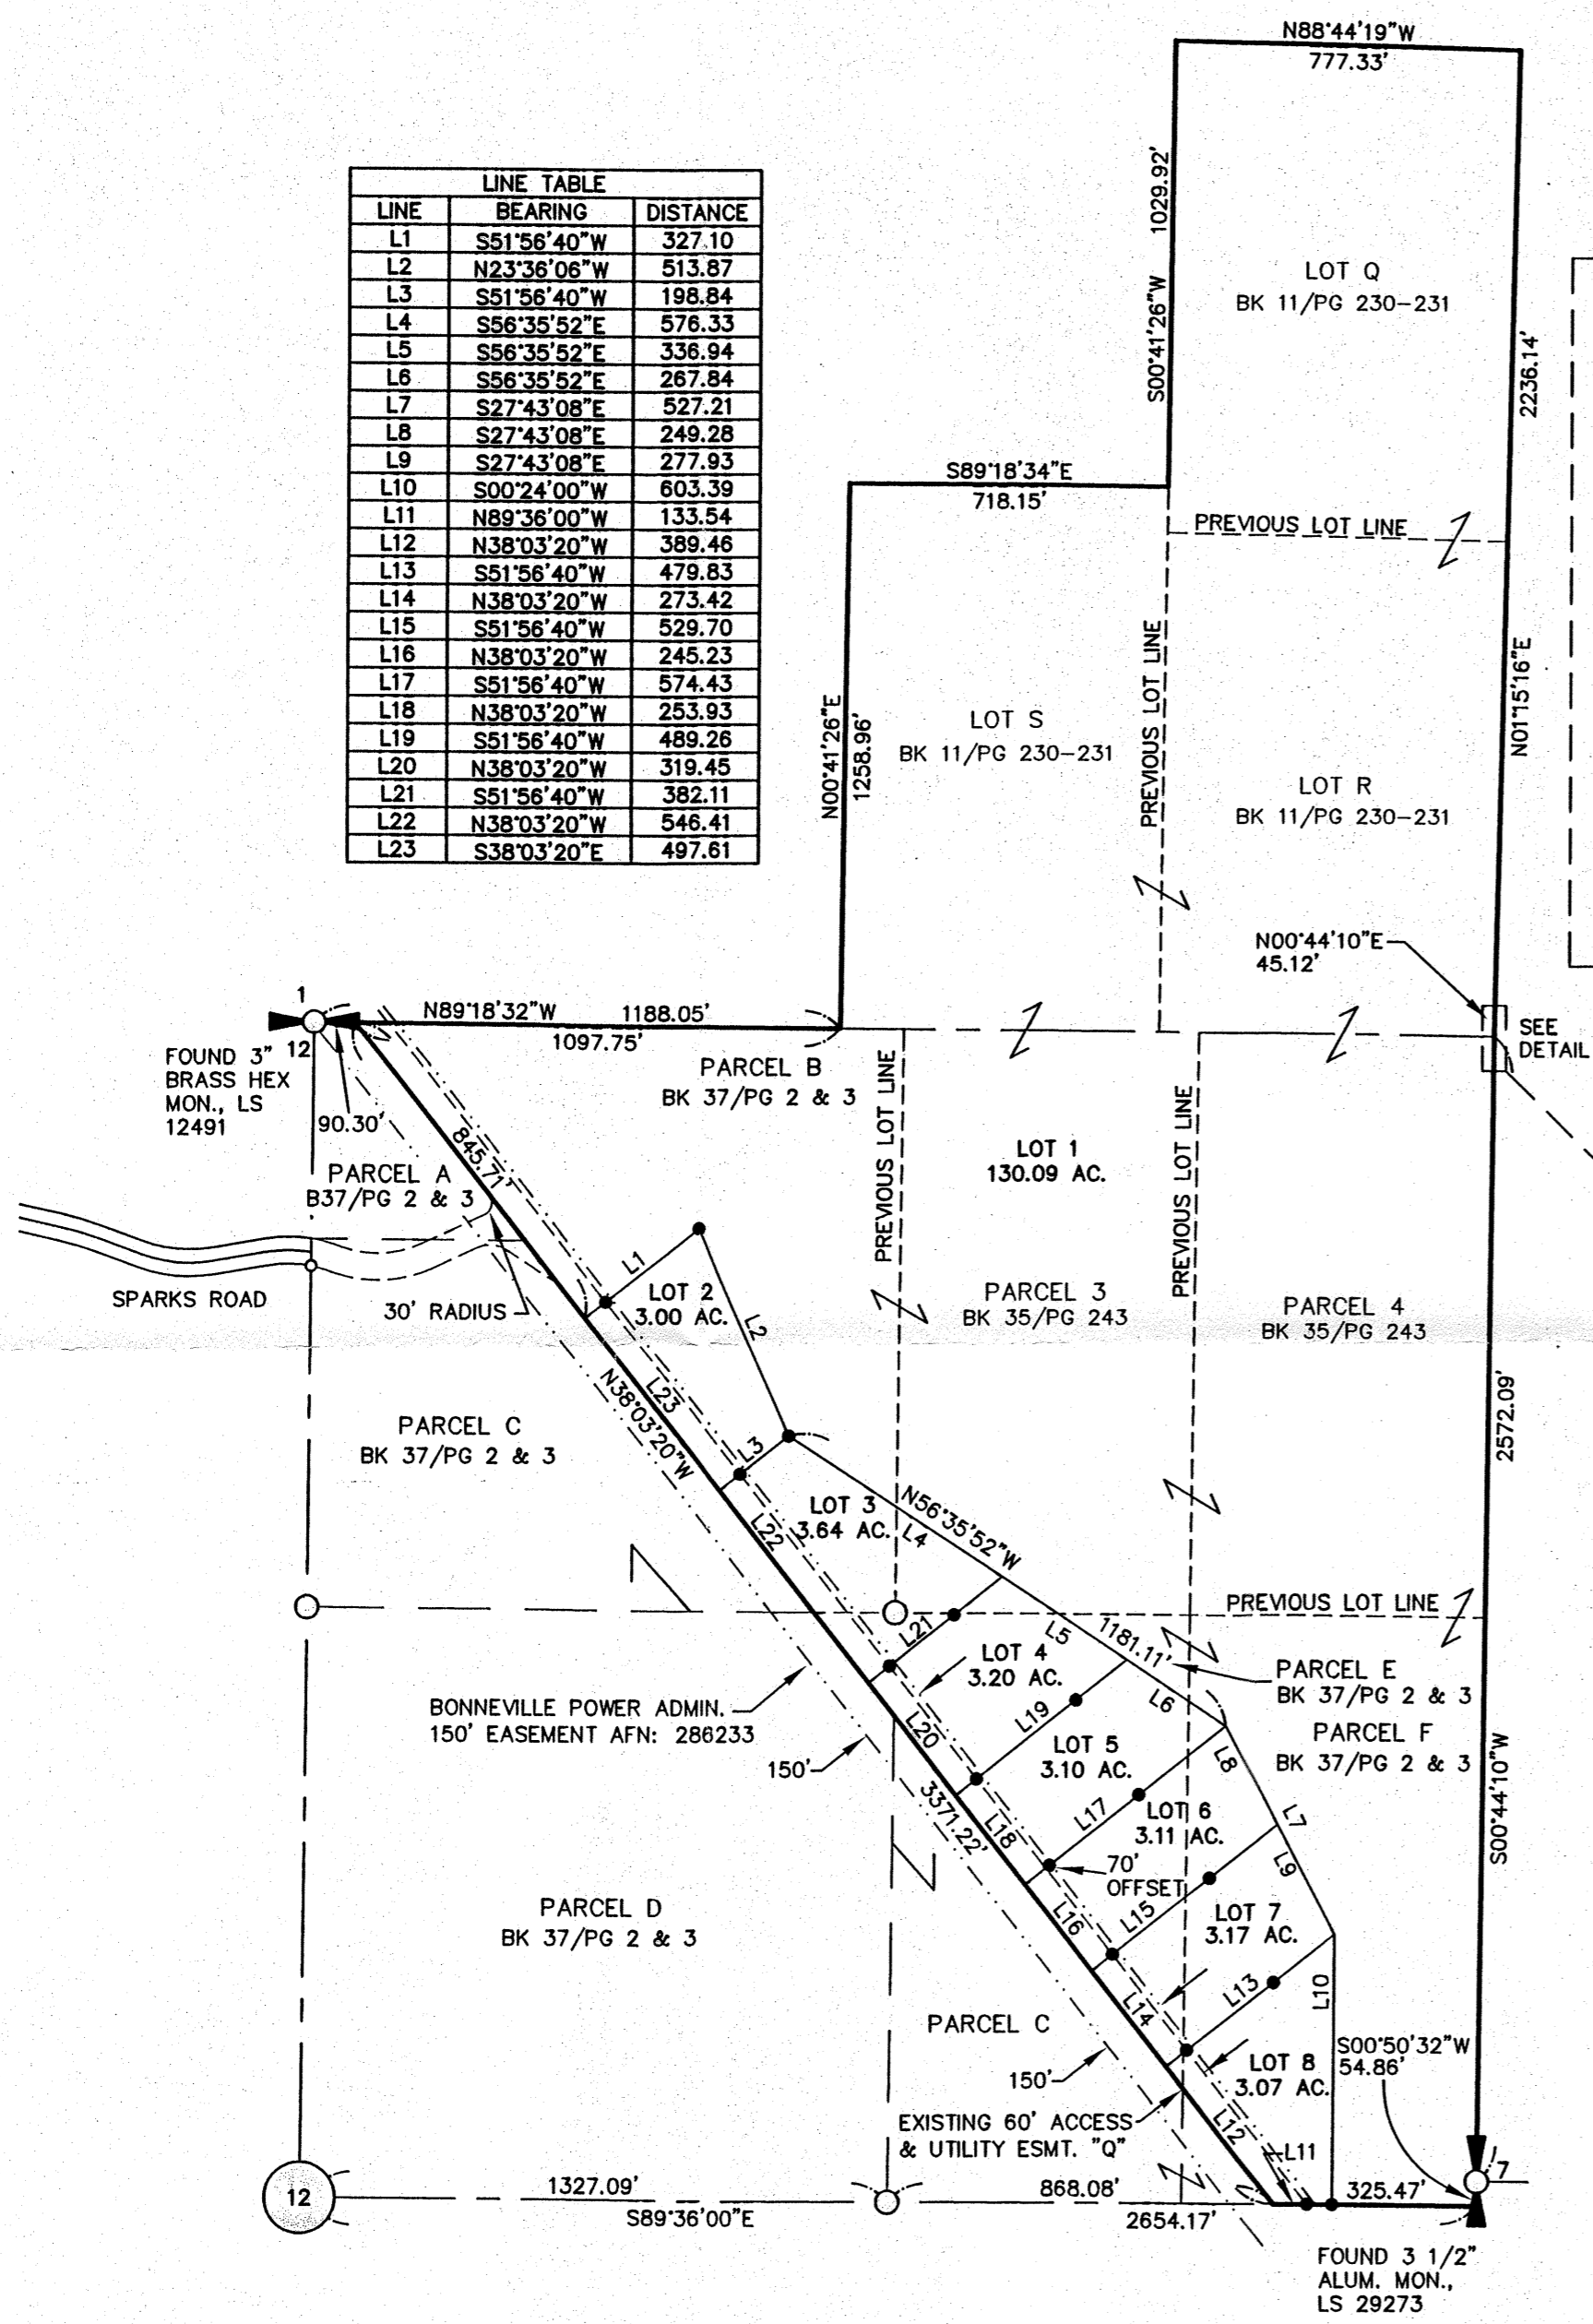 N88°44'19"W
777.33'
S00°41'26"W 1029.92'
LOT Q
BK 11/PG 230-231
2236.14'
LINE TABLE
LINE BEARING DISTANCE
L1 S51°56'40"W 327.10
L2 N23°36'06"W 513.87
L3 S51°56'40"W 198.84
L4 S56°35'52"E 576.33
L5 S56°35'52"E 336.94
L6 S56°35'52"E 267.84
L7 S27°43'08"E 527.21
L8 S27°43'08"E 249.28
L9 S27°43'08"E 277.93
L10 S00°24'00"W 603.39
L11 N89°36'00"W 133.54
L12 N38°03'20"W 389.46
L13 S51°56'40"W 479.83
L14 N38°03'20"W 273.42
L15 S51°56'40"W 529.70
L16 N38°03'20"W 245.23
L17 S51°56'40"W 574.43
L18 N38°03'20"W 253.93
L19 S51°56'40"W 489.26
L20 N38°03'20"W 319.45
L21 S51°56'40"W 382.11
L22 N38°03'20"W 546.41
L23 S38°03'20"E 497.61
S89°18'34"E
718.15'
PREVIOUS LOT LINE
PREVIOUS LOT LINE
N01°15'16"E
N00°41'26"E
1258.96'
LOT S
BK 11/PG 230-231
LOT R
BK 11/PG 230-231
N00°44'10"E
45.12'
SEE
DETAIL
1
12
N89°18'32"W 1188.05'
1097.75'
FOUND 3"
BRASS HEX
MON., LS
12491
90.30'
PARCEL B
BK 37/PG 2 & 3
PREVIOUS LOT LINE
PREVIOUS LOT LINE
LOT 1
130.09 AC.
845.71'
PARCEL A
B37/PG 2 & 3
SPARKS ROAD
30' RADIUS
L1
LOT 2
3.00 AC.
L2
PARCEL 3
BK 35/PG 243
PARCEL 4
BK 35/PG 243
2572.09'
L23
N38°03'20"W
PARCEL C
BK 37/PG 2 & 3
L3
LOT 3
3.64 AC.
L22
N56°35'52"W
L4
PREVIOUS LOT LINE
L21
L5
1181.11'
LOT 4
3.20 AC.
PARCEL E
BK 37/PG 2 & 3
L6
L19
PARCEL F
BK 37/PG 2 & 3
BONNEVILLE POWER ADMIN.
150' EASEMENT AFN: 286233
150'
L20
LOT 5
3.10 AC.
L8
S00°44'10"W
3371.22'
L18
L17
LOT 6
3.11 AC.
L7
70'
OFFSET
L9
L16
L15
LOT 7
3.17 AC.
PARCEL D
BK 37/PG 2 & 3
L14
L13
L10
PARCEL C
150'
LOT 8
3.07 AC.
S00°50'32"W
54.86'
EXISTING 60' ACCESS
& UTILITY ESMT. "Q"
L12
L11
7
12
1327.09'
868.08'
325.47'
S89°36'00"E
2654.17'
FOUND 3 1/2"
ALUM. MON.,
LS 29273